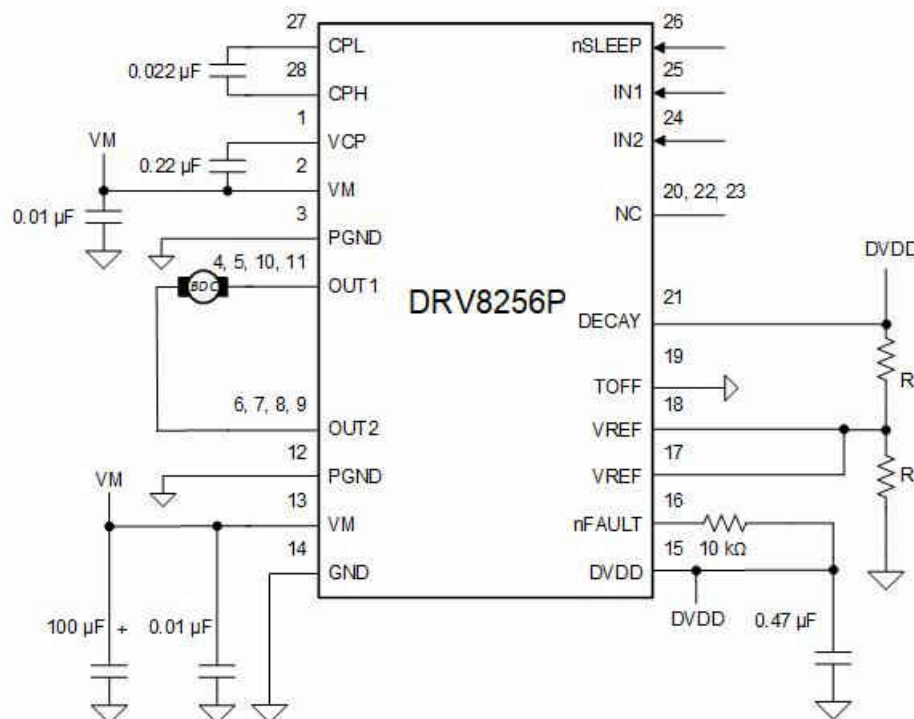 27
CPL
0.022 µF
28
CPH
1
VCP
VM
0.22 µF
2
VM
0.01 µF
3
PGND
4, 5, 10, 11
BDC
OUT1
6, 7, 8, 9
OUT2
12
PGND
VM
13
VM
14
GND
100 µF +
0.01 µF
DRV8256P
26
nSLEEP
25
IN1
24
IN2
20, 22, 23
NC
DVDD
21
DECAY
19
TOFF
R
18
VREF
17
VREF
R
16
nFAULT
10 kΩ
15
DVDD
DVDD
0.47 µF